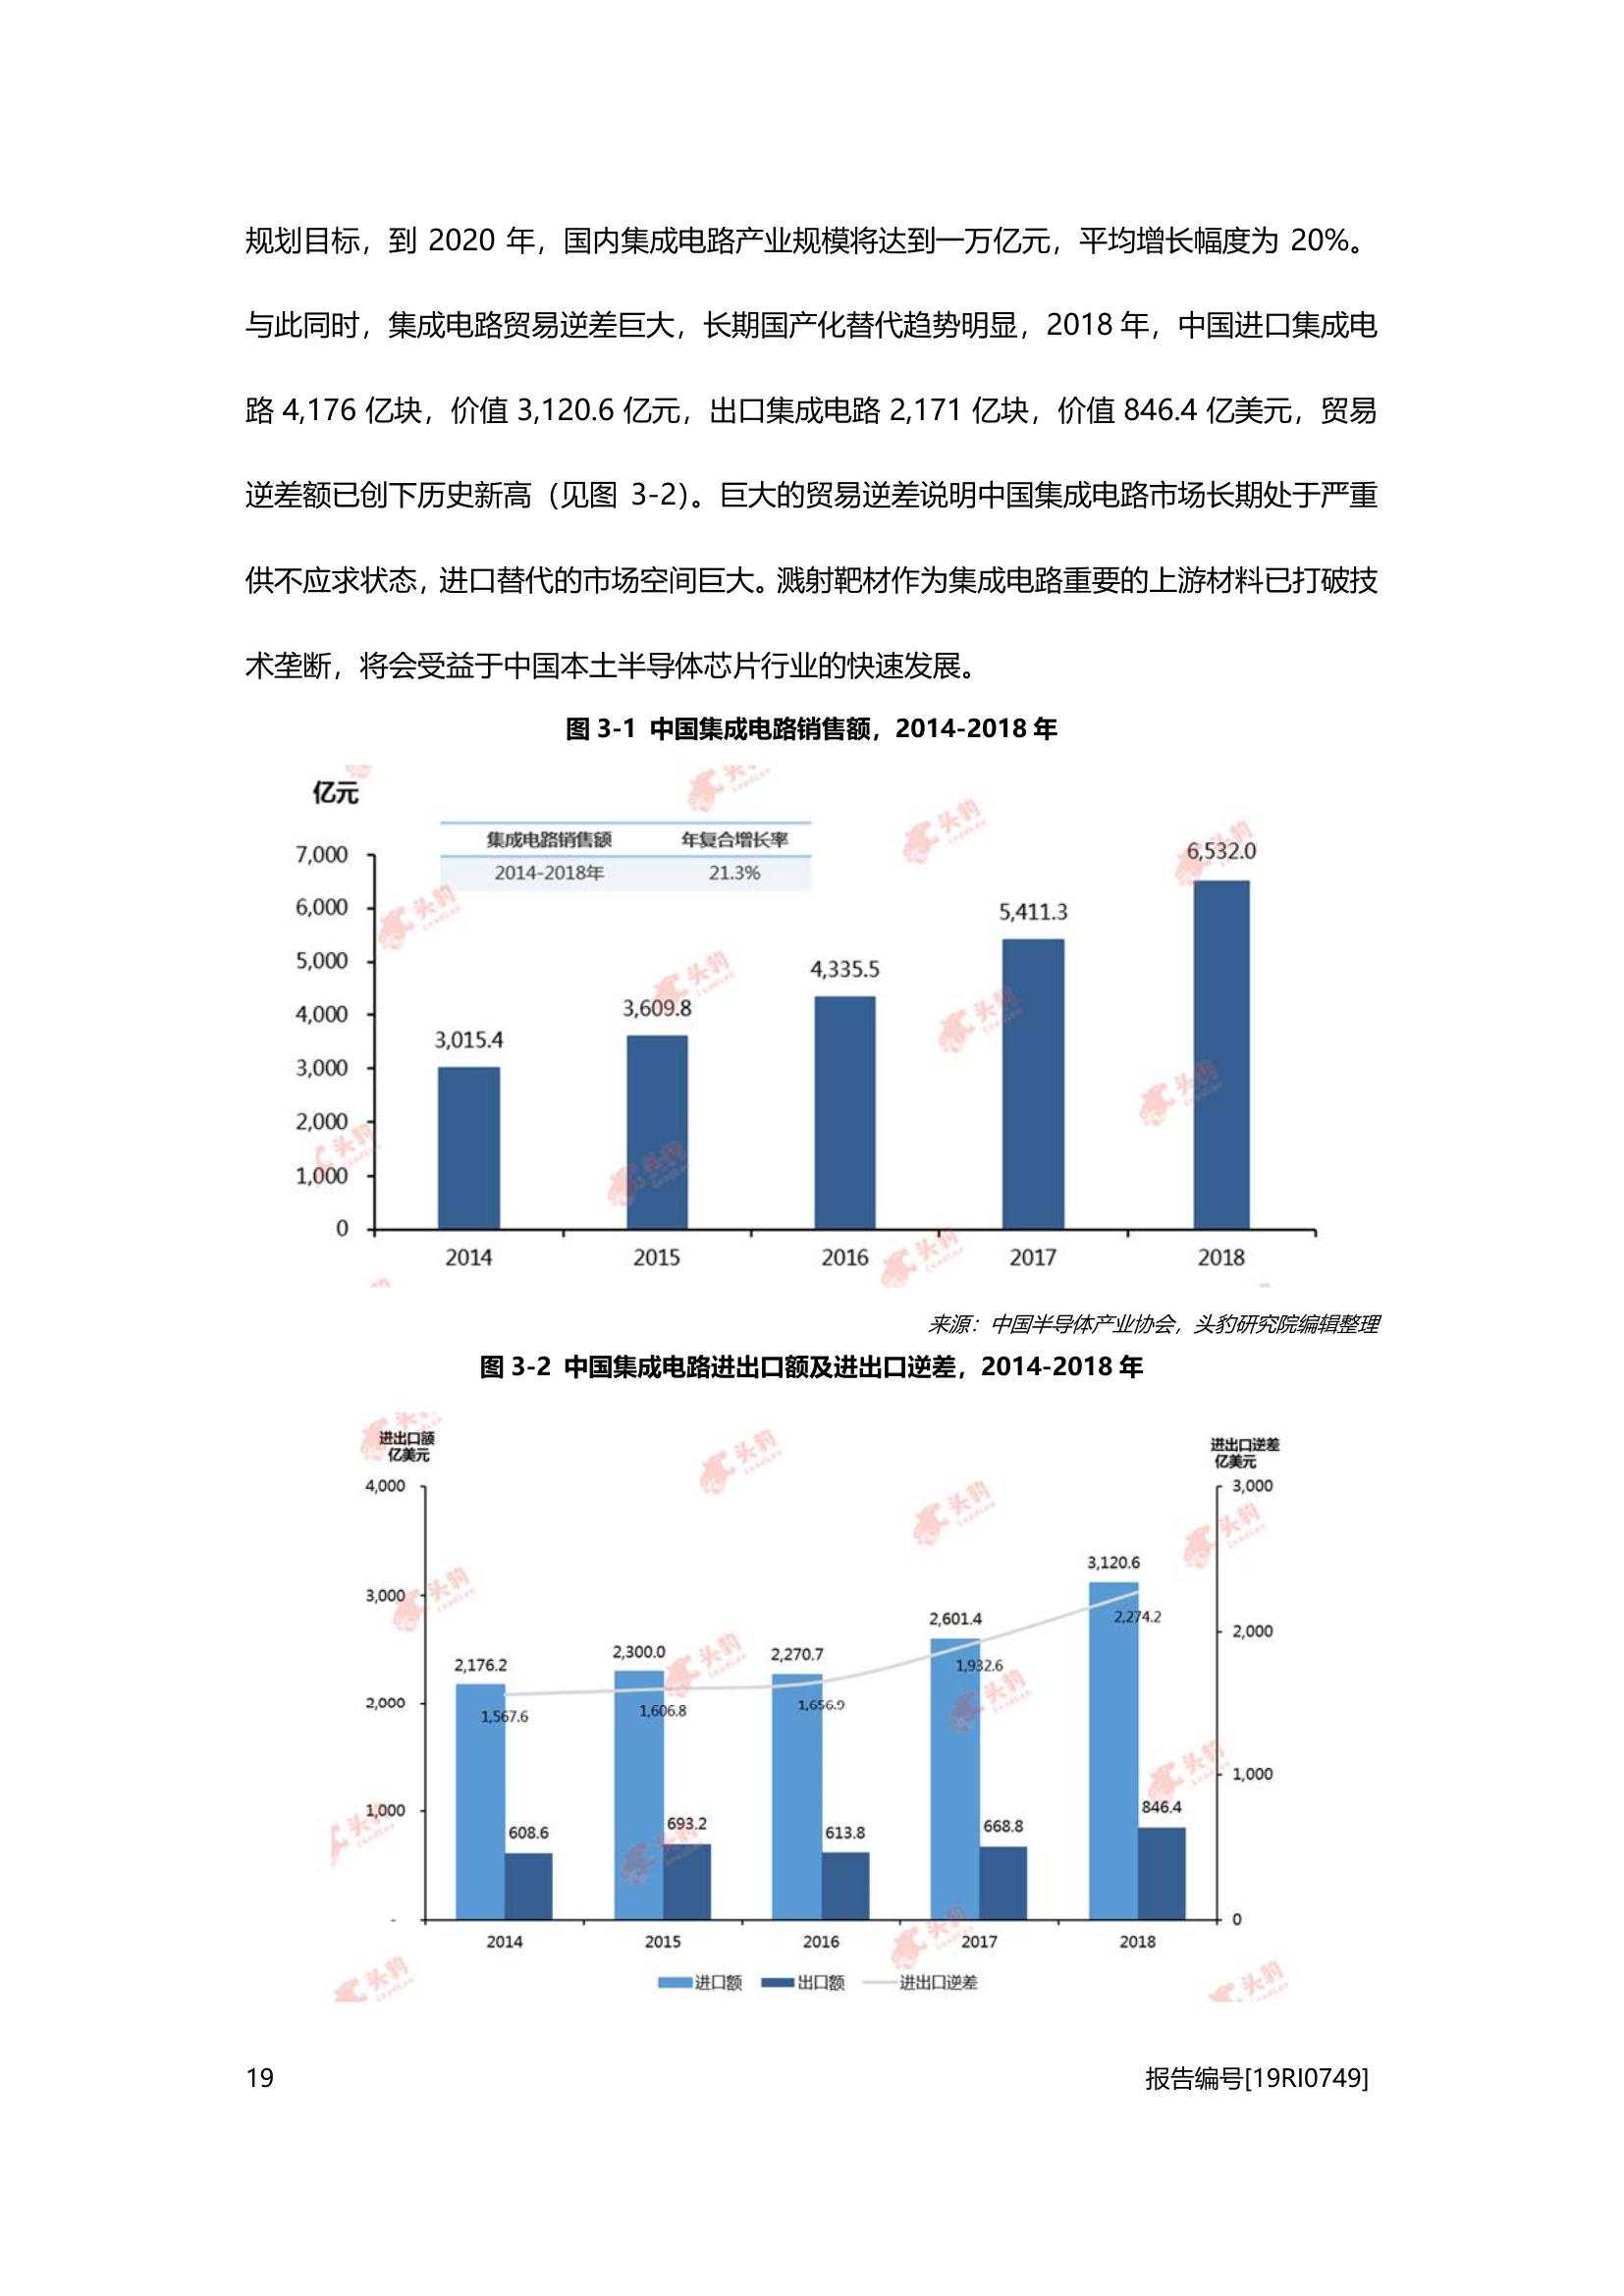 规划目标，到 2020 年，国内集成电路产业规模将达到一万亿元，平均增长幅度为 20%。
与此同时，集成电路贸易逆差巨大，长期国产化替代趋势明显，2018 年，中国进口集成电
路 4,176 亿块，价值 3,120.6 亿元，出口集成电路 2,171 亿块，价值 846.4 亿美元，贸易
逆差额已创下历史新高（见图 3-2）。巨大的贸易逆差说明中国集成电路市场长期处于严重
供不应求状态，进口替代的市场空间巨大。溅射靶材作为集成电路重要的上游材料已打破技
术垄断，将会受益于中国本土半导体芯片行业的快速发展。
图 3-1 中国集成电路销售额，2014-2018 年
亿元
集成电路销售额 年复合增长率
2014-2018年 21.3%
7,000
6,000
5,000
4,000
3,000
2,000
1,000
0
3,015.4
3,609.8
4,335.5
5,411.3
6,532.0
2014 2015 2016 2017 2018
来源：中国半导体产业协会，头豹研究院编辑整理
图 3-2 中国集成电路进出口额及进出口逆差，2014-2018 年
进出口额
亿美元
进出口逆差
亿美元
4,000
3,000
2,000
1,000
-
3,000
2,000
1,000
0
2,176.2
2,300.0
2,270.7
2,601.4
3,120.6
1,567.6
1,606.8
1,656.9
1,932.6
2,274.2
608.6
693.2
613.8
668.8
846.4
2014 2015 2016 2017 2018
进口额 出口额 进出口逆差
头豹
LeadLeo
19
报告编号[19RI0749]